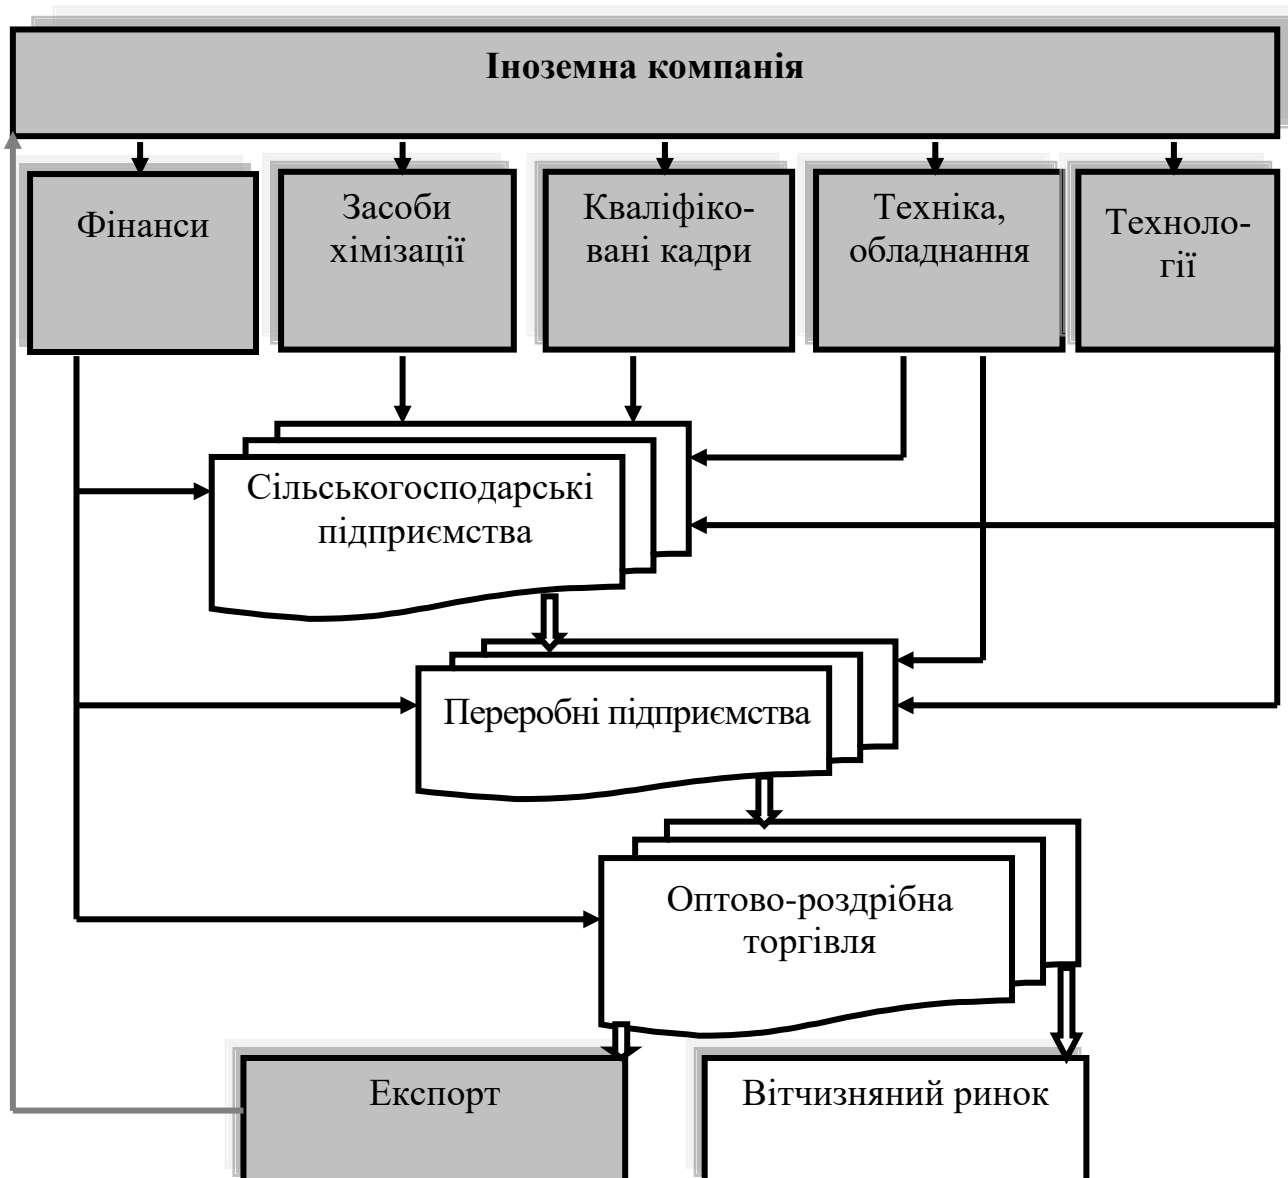 Іноземна компанія
Фінанси
Засоби
хімізації
Кваліфіко-
вані кадри
Техніка,
обладнання
Техноло-
гії
Сільськогосподарські
підприємства
Переробні підприємства
Оптово-роздрібна
торгівля
Експорт
Вітчизняний ринок